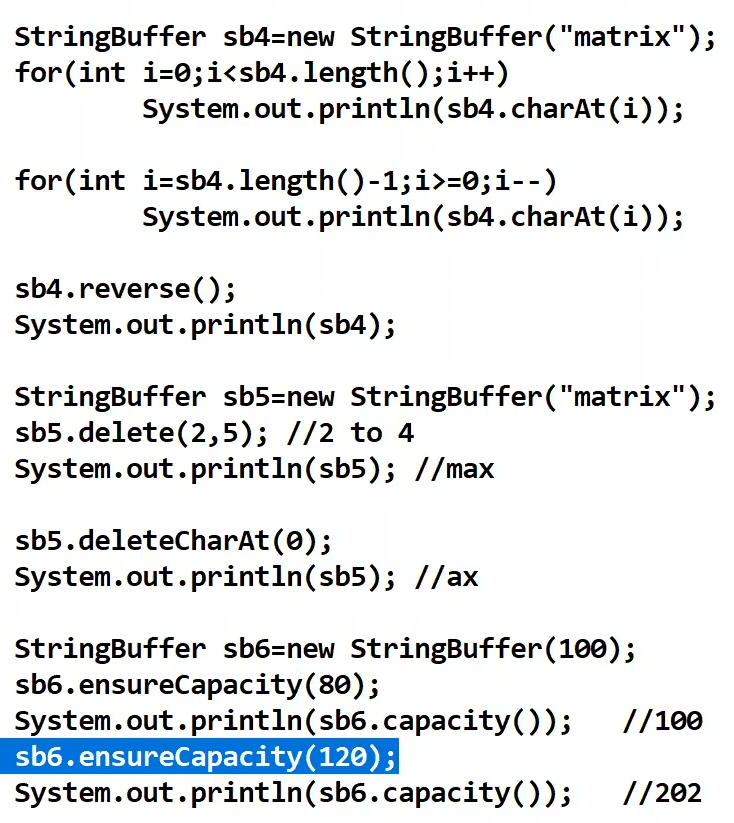 StringBuffer sb4=new StringBuffer("matrix");
for(int i=0;i<sb4.length();i++)
System.out.println(sb4.charAt(i));
for(int i=sb4.length()-1;i>=0;i--)
System.out.println(sb4.charAt(i));
sb4.reverse();
System.out.println(sb4);
StringBuffer sb5=new StringBuffer("matrix");
sb5.delete(2,5); //2 to 4
System.out.println(sb5); //max
sb5.deleteCharAt(0);
System.out.println(sb5); //ax
StringBuffer sb6=new StringBuffer(100);
sb6.ensureCapacity(80);
System.out.println(sb6.capacity());   //100
sb6.ensureCapacity(120);
System.out.println(sb6.capacity());   //202